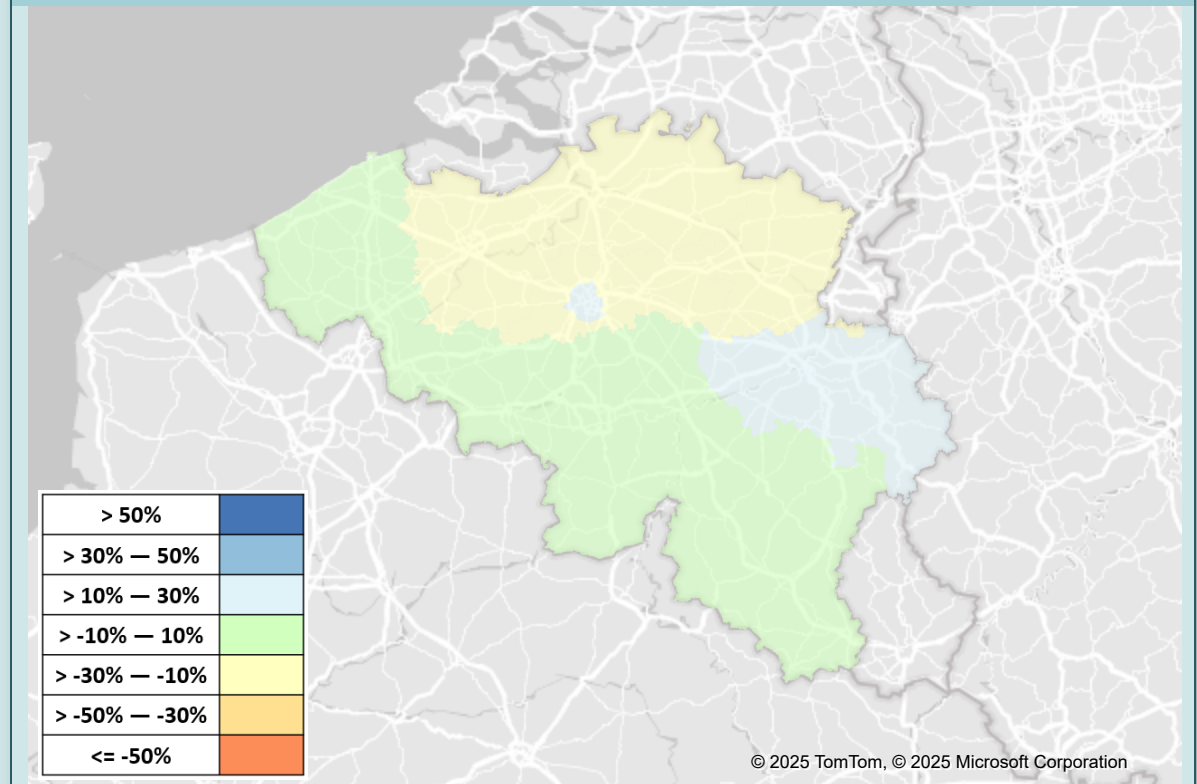 > 50%
> 30% — 50%
> 10% — 30%
> -10% — 10%
> -30% — -10%
> -50% — -30%
<= -50%
© 2025 TomTom, © 2025 Microsoft Corporation